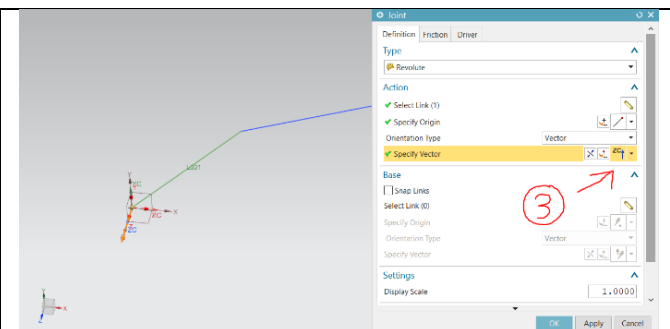 Joint
Definition Friction Driver
Type
Revolute
Action
Select Link (1)
Specify Origin
Orientation Type Vector
Specify Vector ZC
Base
Snap Links
Select Link (0)
Specify Origin
Orientation Type Vector
Specify Vector
Settings
Display Scale 1.0000
OK Apply Cancel
3
L001
Y
YC
XC X
Z
ZC
Y
X
Z